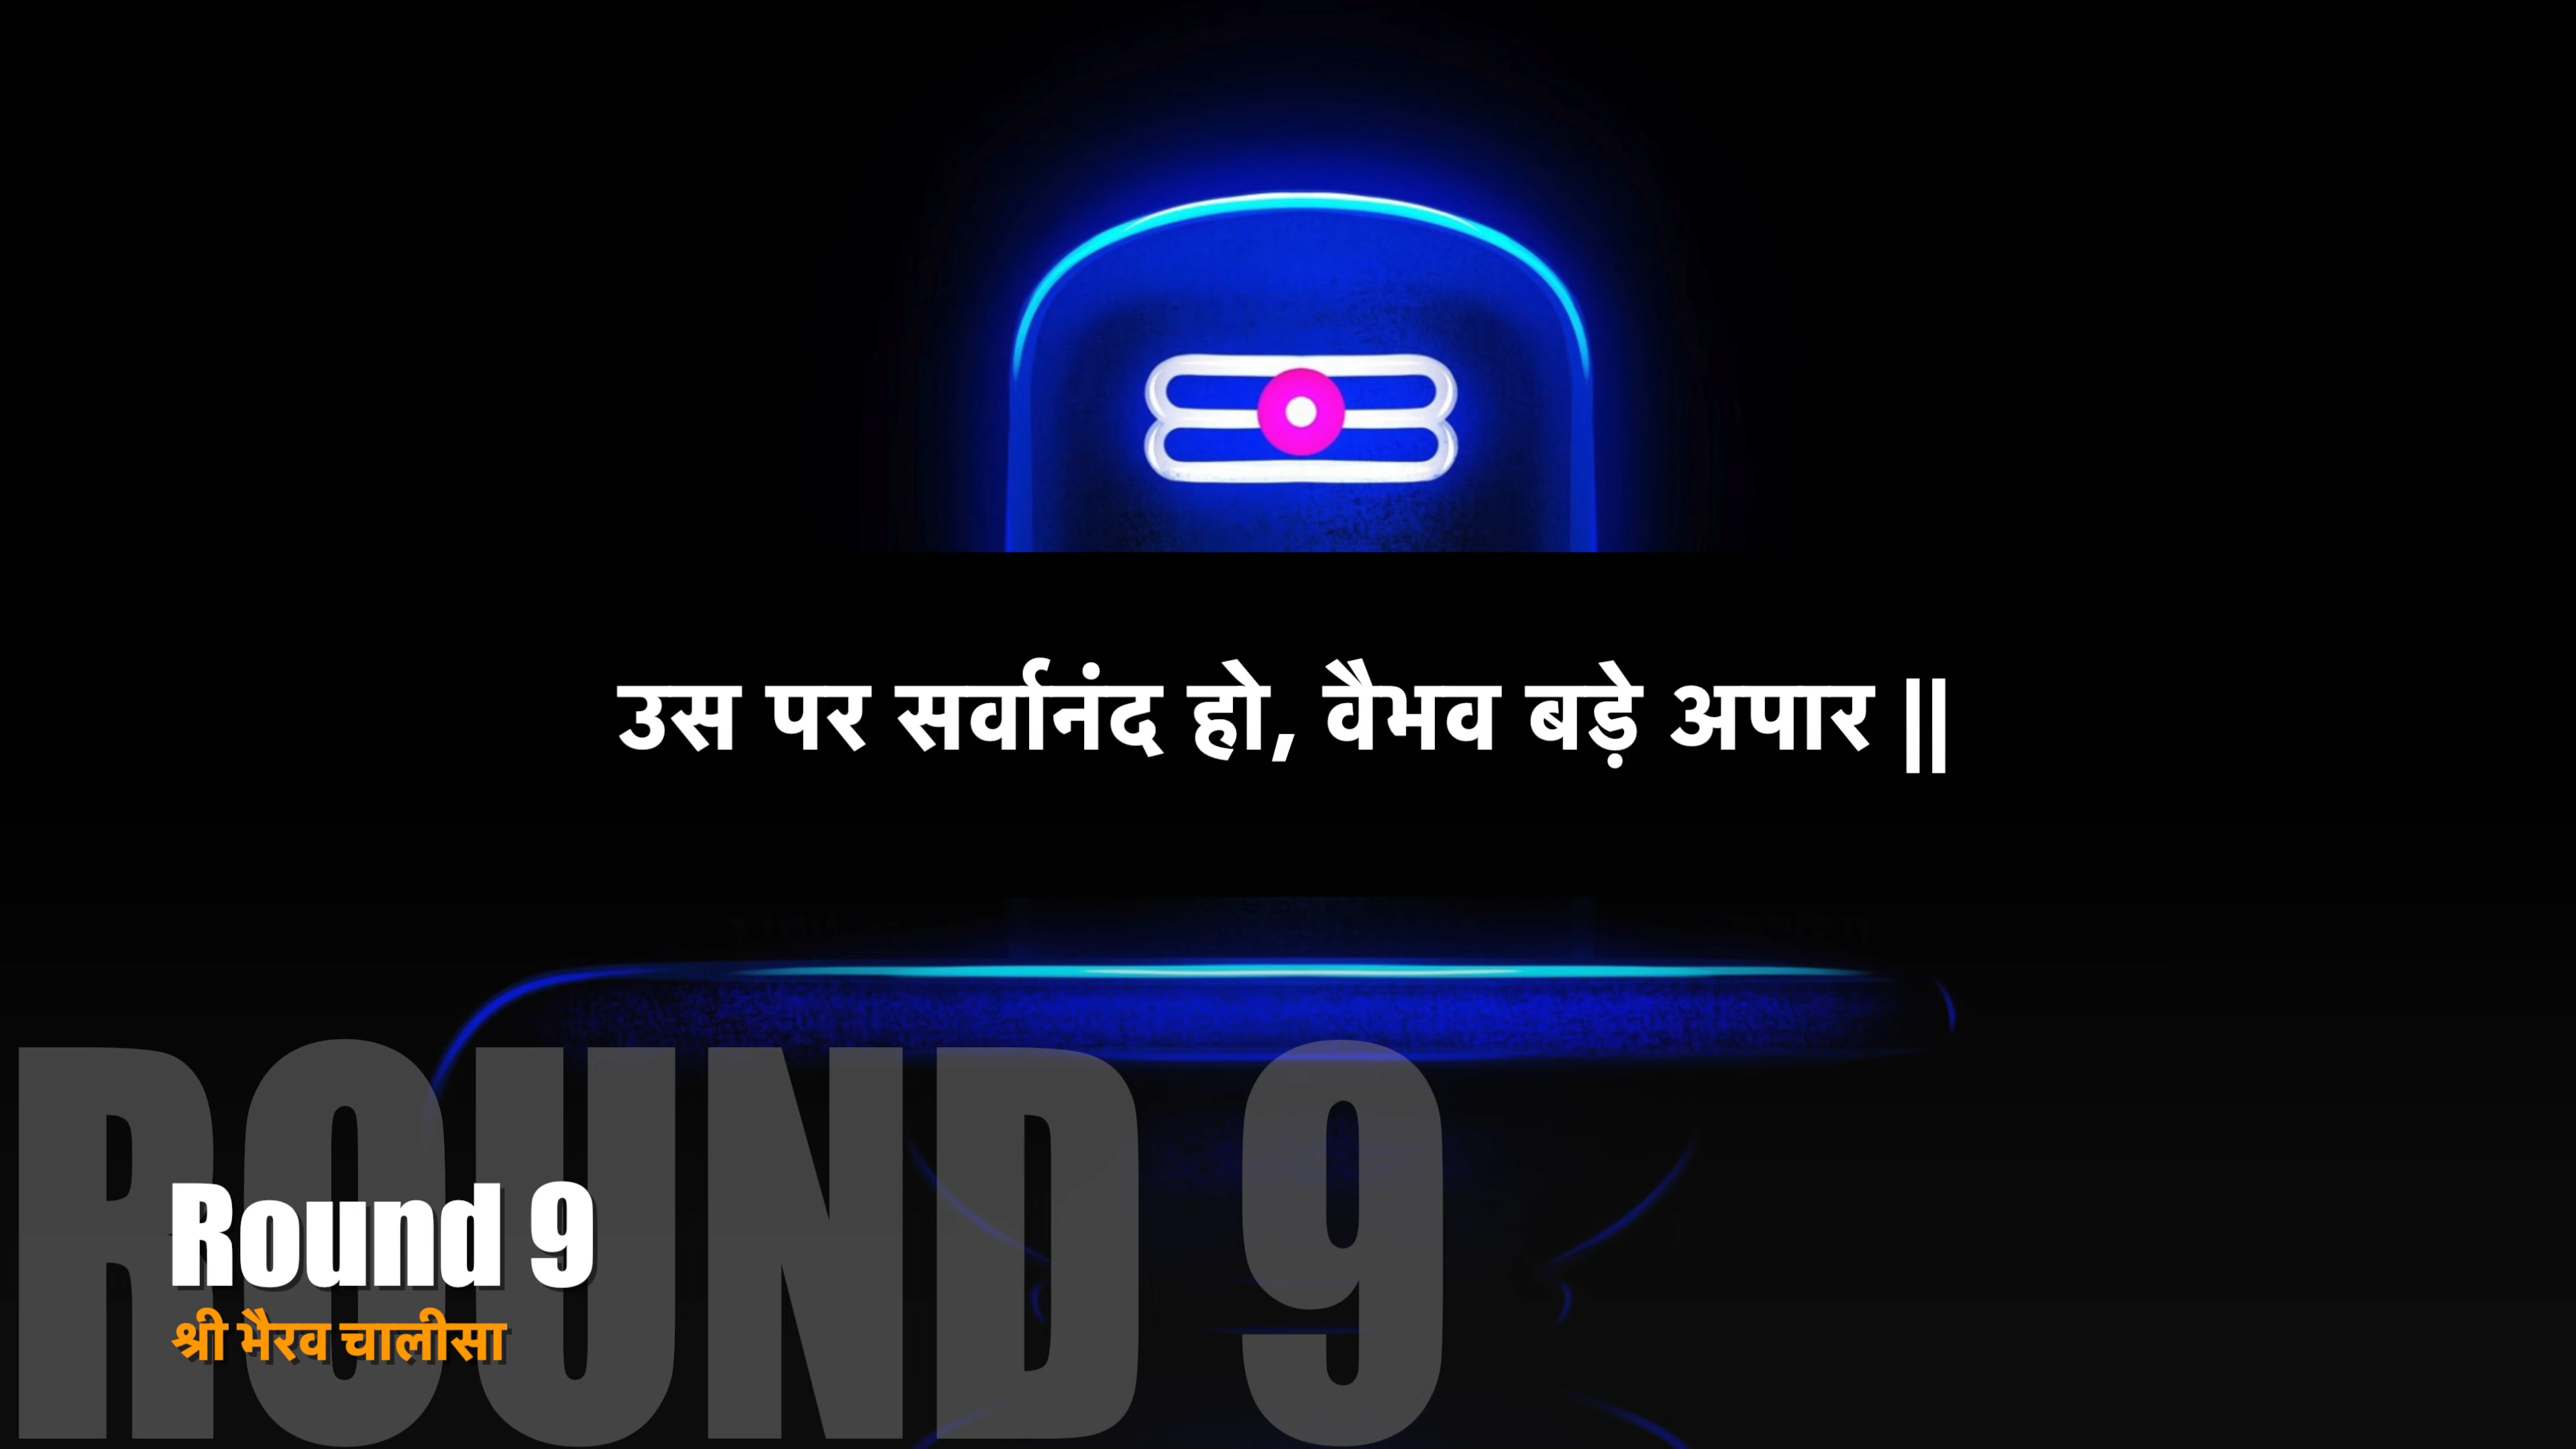 उस पर सर्वानंद हो, वैभव बड़े अपार ||
ROUND 9
Round 9
श्री भैरव चालीसा